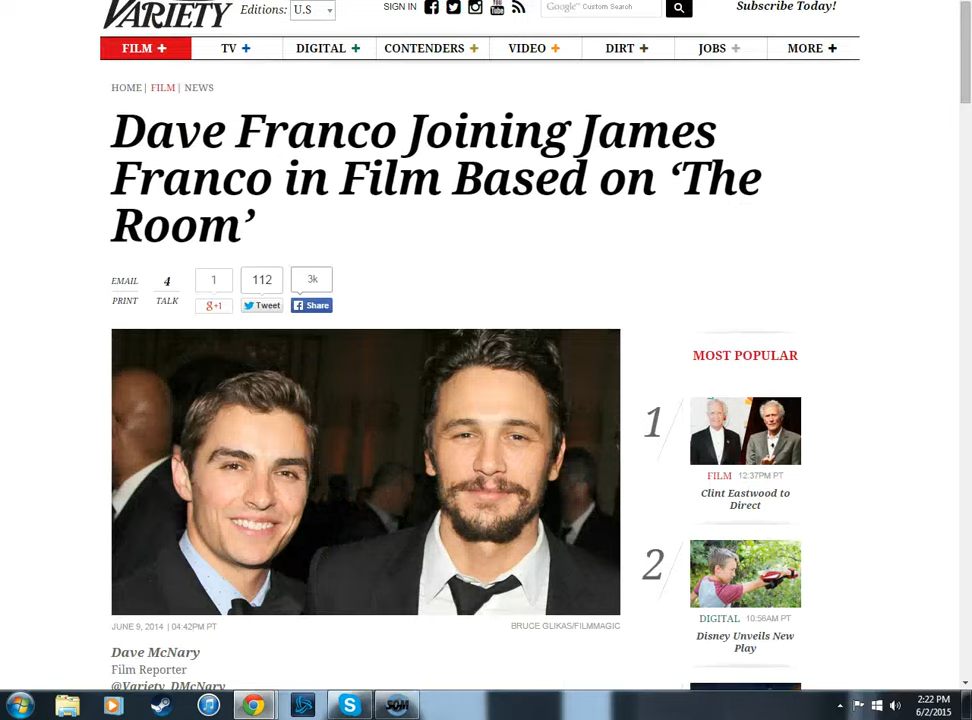 VARIETY
Editions: U.S
SIGN IN
Google™ Custom Search
Subscribe Today!
FILM + TV + DIGITAL + CONTENDERS + VIDEO + DIRT + JOBS + MORE +
HOME | FILM | NEWS
Dave Franco Joining James
Franco in Film Based on ‘The
Room’
EMAIL 4 1 112 3k
PRINT TALK g+1 Tweet Share
MOST POPULAR
1
FILM 12:37PM PT
Clint Eastwood to
Direct
2
DIGITAL 10:56AM PT
Disney Unveils New
Play
JUNE 9, 2014 | 04:42PM PT
BRUCE GLIKAS/FILMMAGIC
Dave McNary
Film Reporter
@Variety_DMcNary
2:22 PM
6/2/2015